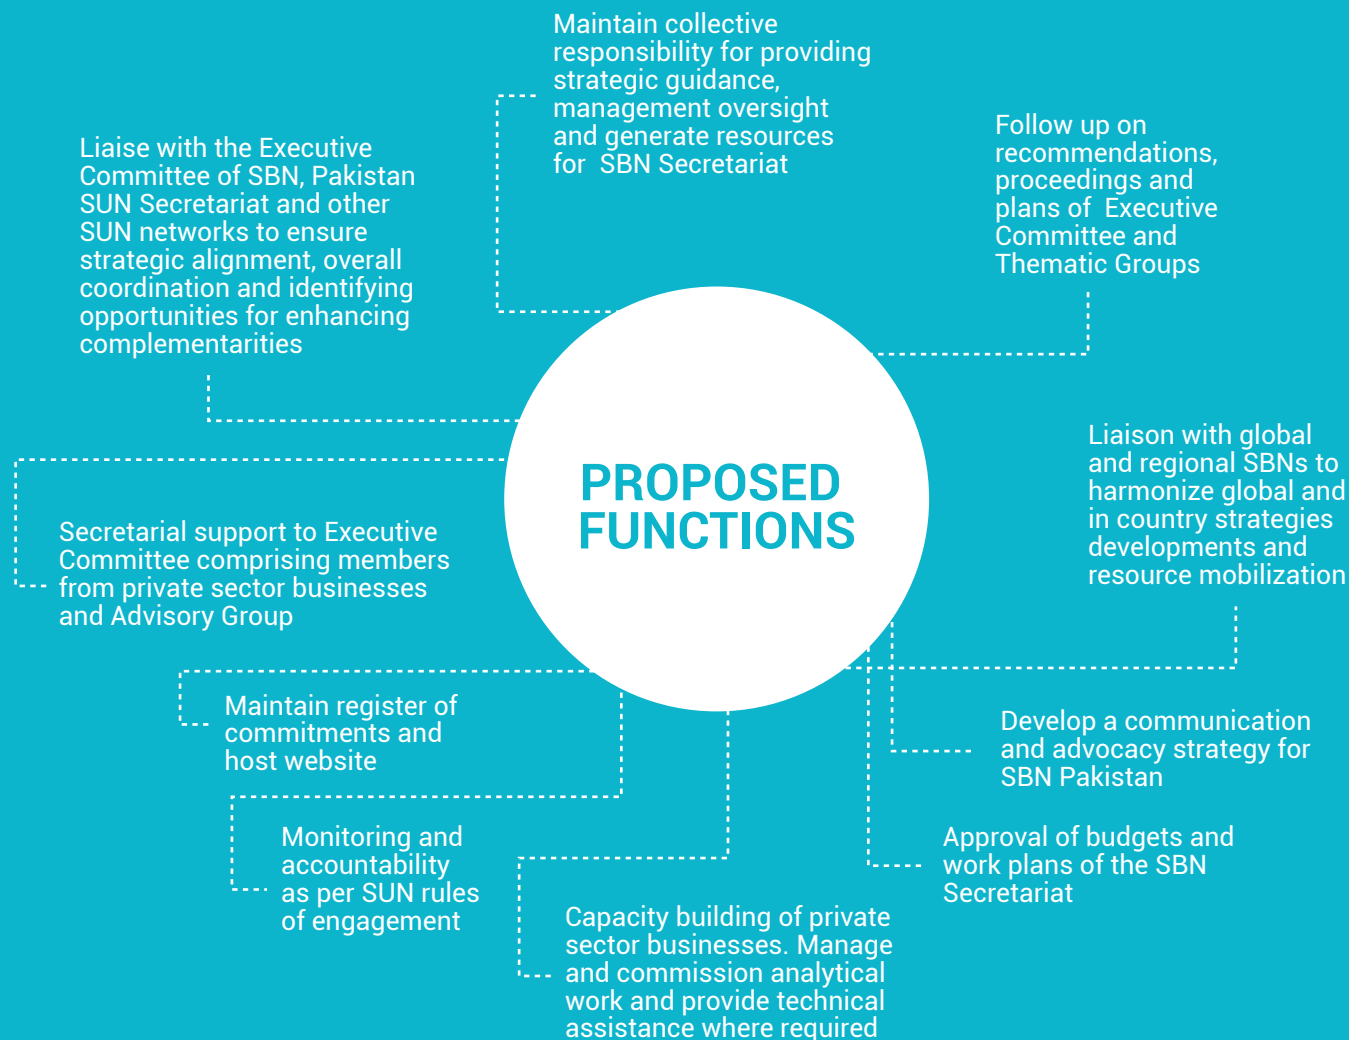 Maintain collective
responsibility for providing
strategic guidance,
management oversight
and generate resources
for SBN Secretariat
Follow up on
recommendations,
proceedings and
plans of Executive
Committee and
Thematic Groups
Liaise with the Executive
Committee of SBN, Pakistan
SUN Secretariat and other
SUN networks to ensure
strategic alignment, overall
coordination and identifying
opportunities for enhancing
complementarities
PROPOSED
FUNCTIONS
Liaison with global
and regional SBNs to
harmonize global and
in country strategies
developments and
resource mobilization
Secretarial support to Executive
Committee comprising members
from private sector businesses
and Advisory Group
Maintain register of
commitments and
host website
Develop a communication
and advocacy strategy for
SBN Pakistan
Monitoring and
accountability
as per SUN rules
of engagement
Approval of budgets and
work plans of the SBN
Secretariat
Capacity building of private
sector businesses. Manage
and commission analytical
work and provide technical
assistance where required